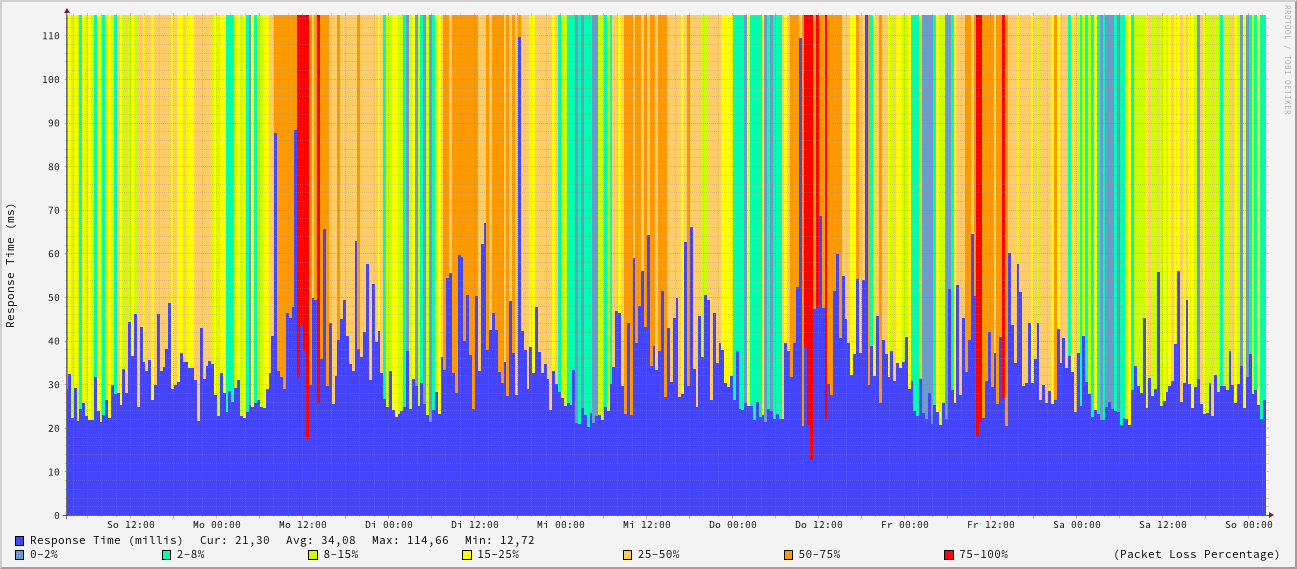 RRDTOOL / TOBI OETIKER
Response Time (ms)
110
100
90
80
70
60
50
40
30
20
10
0
So 12:00 Mo 00:00 Mo 12:00 Di 00:00 Di 12:00 Mi 00:00 Mi 12:00 Do 00:00 Do 12:00 Fr 00:00 Fr 12:00 Sa 00:00 Sa 12:00 So 00:00
Response Time (millis) Cur: 21,30 Avg: 34,08 Max: 114,66 Min: 12,72
0-2% 2-8% 8-15% 15-25% 25-50% 50-75% 75-100% (Packet Loss Percentage)